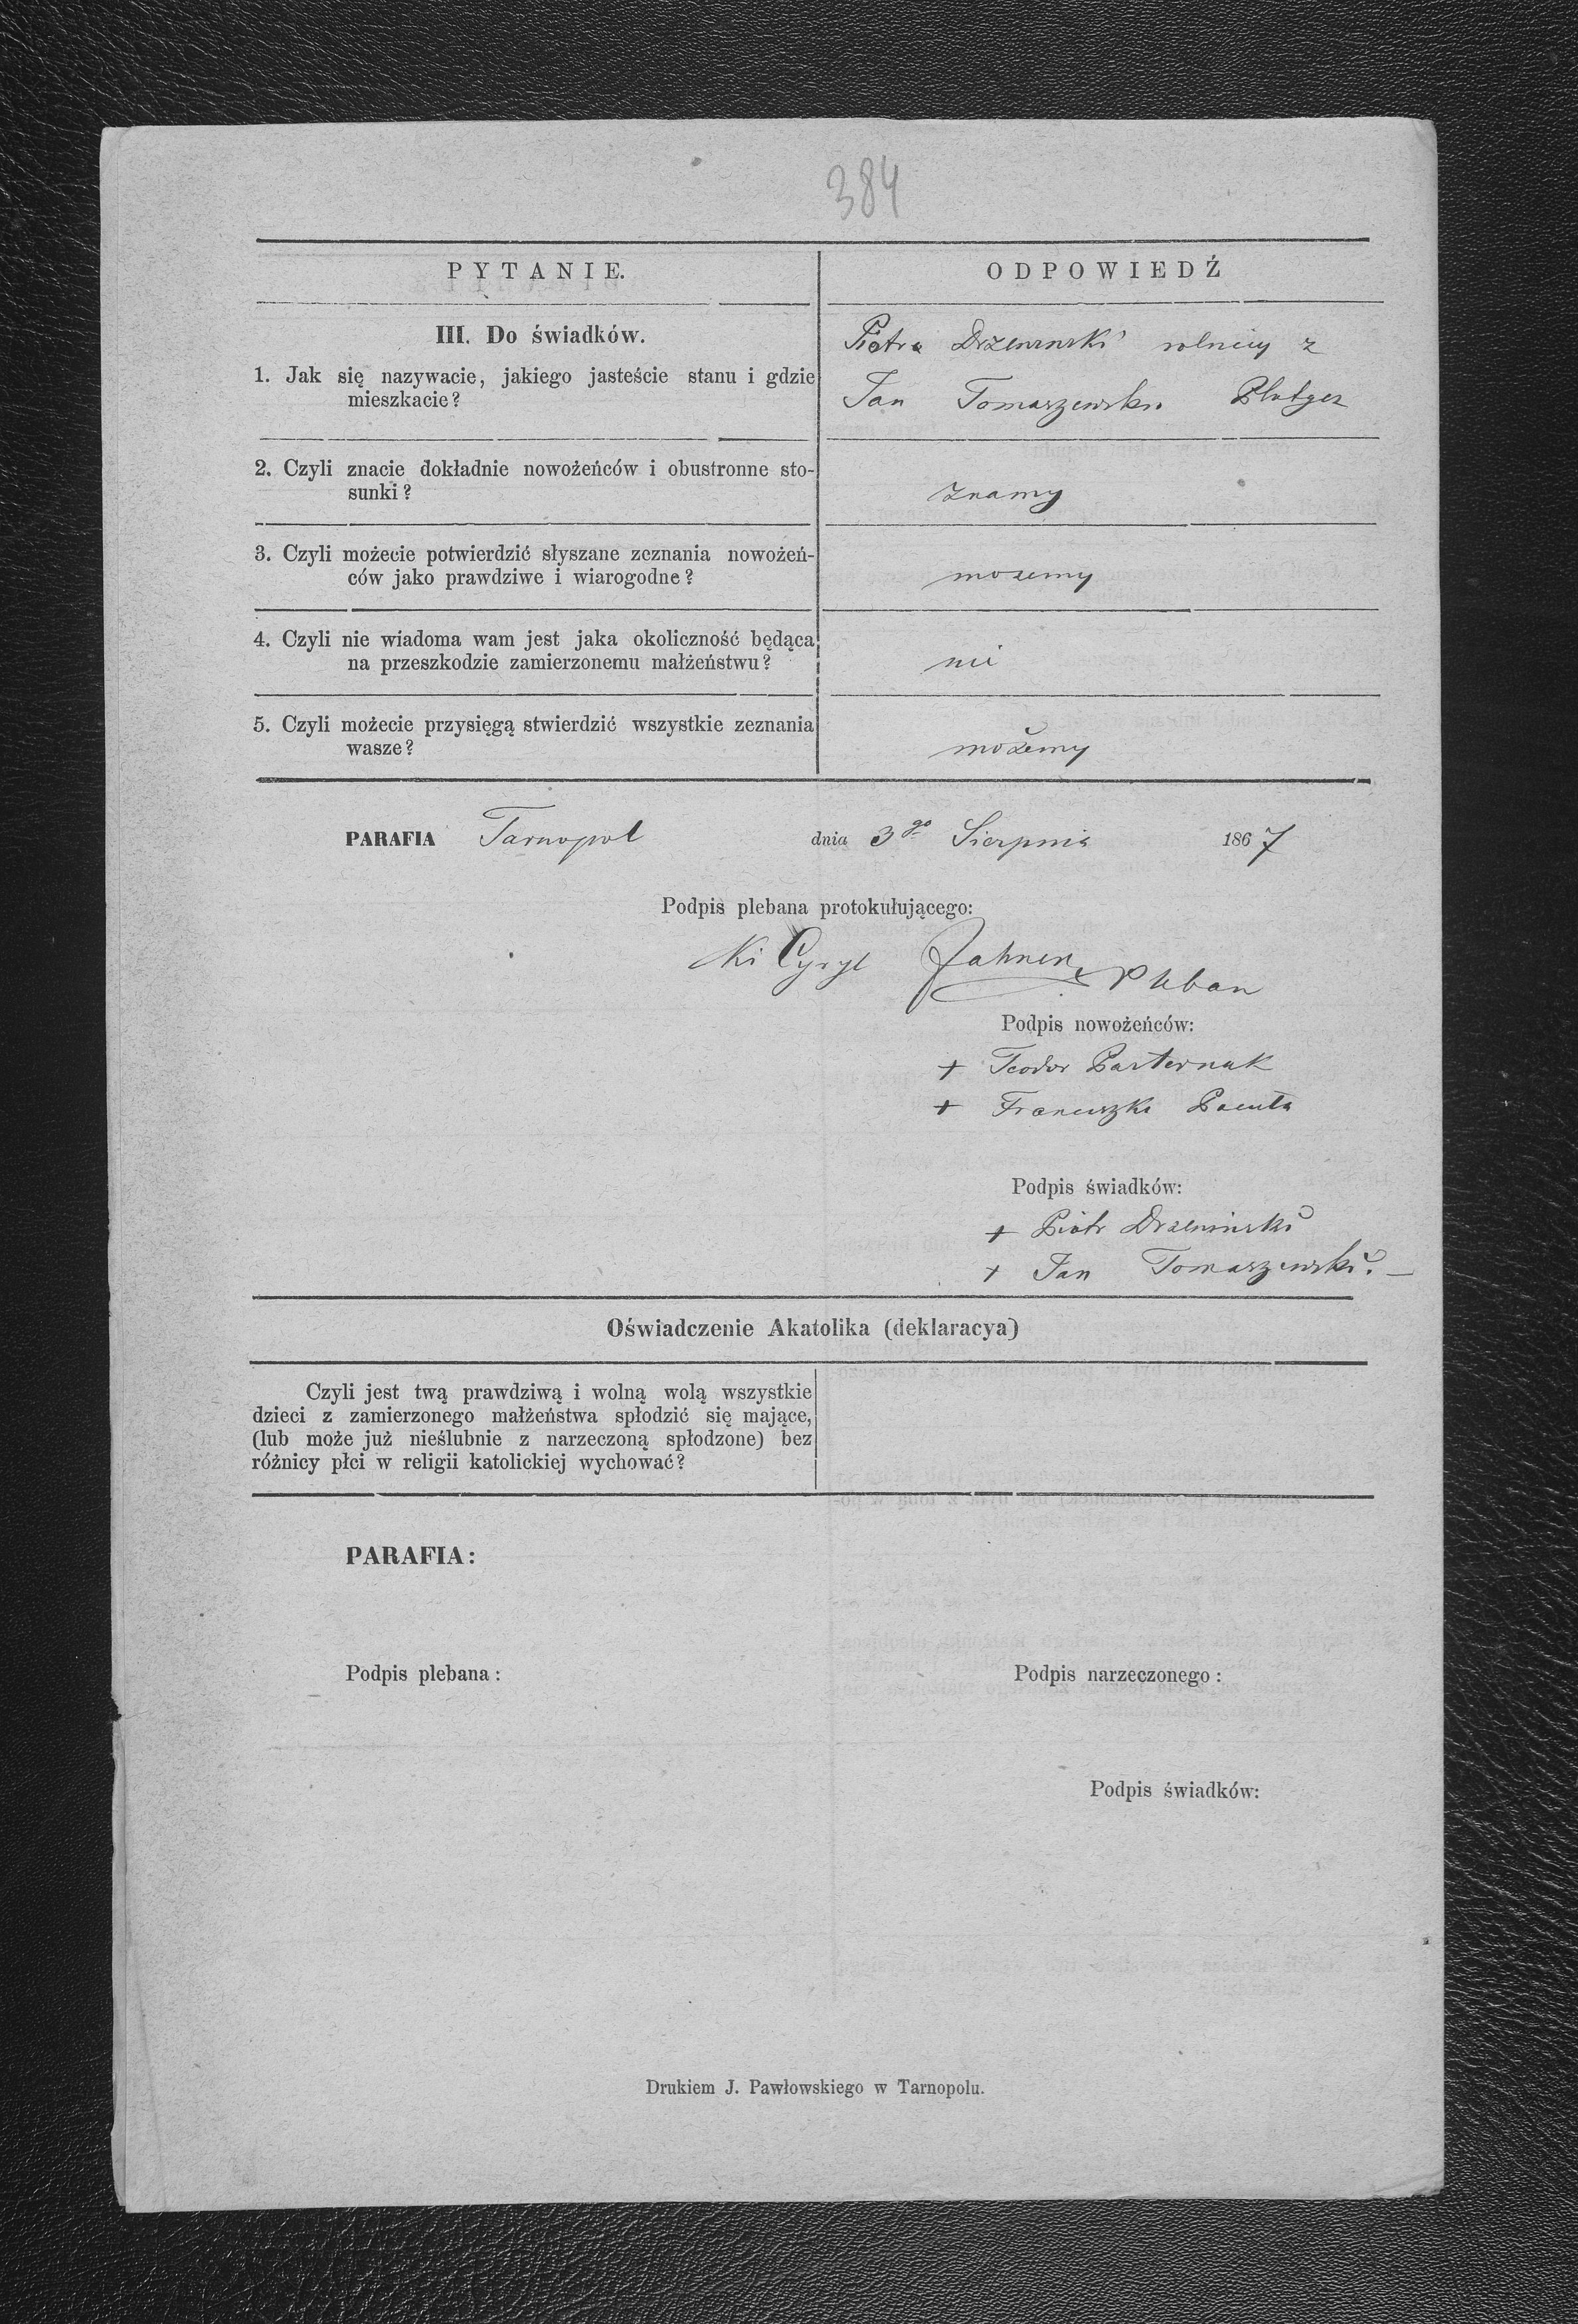 384
PYTANIE.
ODPOWIEDŹ
III. Do świadków.
1. Jak się nazywacie, jakiego jasteście stanu i gdzie
mieszkacie?
Piotr Drzewinski rolnicy z
Jan Tomaszewski
2. Czyli znacie dokładnie nowożeńców i obustronne sto-
sunki?
znamy
3. Czyli możecie potwierdzić słyszane zeznania nowożeń-
ców jako prawdziwe i wiarogodne?
mozemy
4. Czyli nie wiadoma wam jest jaka okoliczność będąca
na przeszkodzie zamierzonemu małżeństwu?
nie
5. Czyli możecie przysięgą stwierdzić wszystkie zeznania
wasze?
możemy
PARAFIA Tarnopol dnia 3go Sierpnia 1867
Podpis plebana protokułującego:
Cyryl Pleban
Podpis nowożeńców:
+ Teodor Pasternak
+ Franciszka
Podpis świadków:
+ Piotr Drzewinski
+ Jan Tomaszewski. —
Oświadczenie Akatolika (deklaracya)
Czyli jest twą prawdziwą i wolną wolą wszystkie
dzieci z zamierzonego małżeństwa spłodzić się mające,
(lub może już nieślubnie z narzeczoną spłodzone) bez
różnicy płci w religii katolickiej wychować?
PARAFIA:
Podpis plebana:
Podpis narzeczonego:
Podpis świadków:
Drukiem J. Pawłowskiego w Tarnopolu.